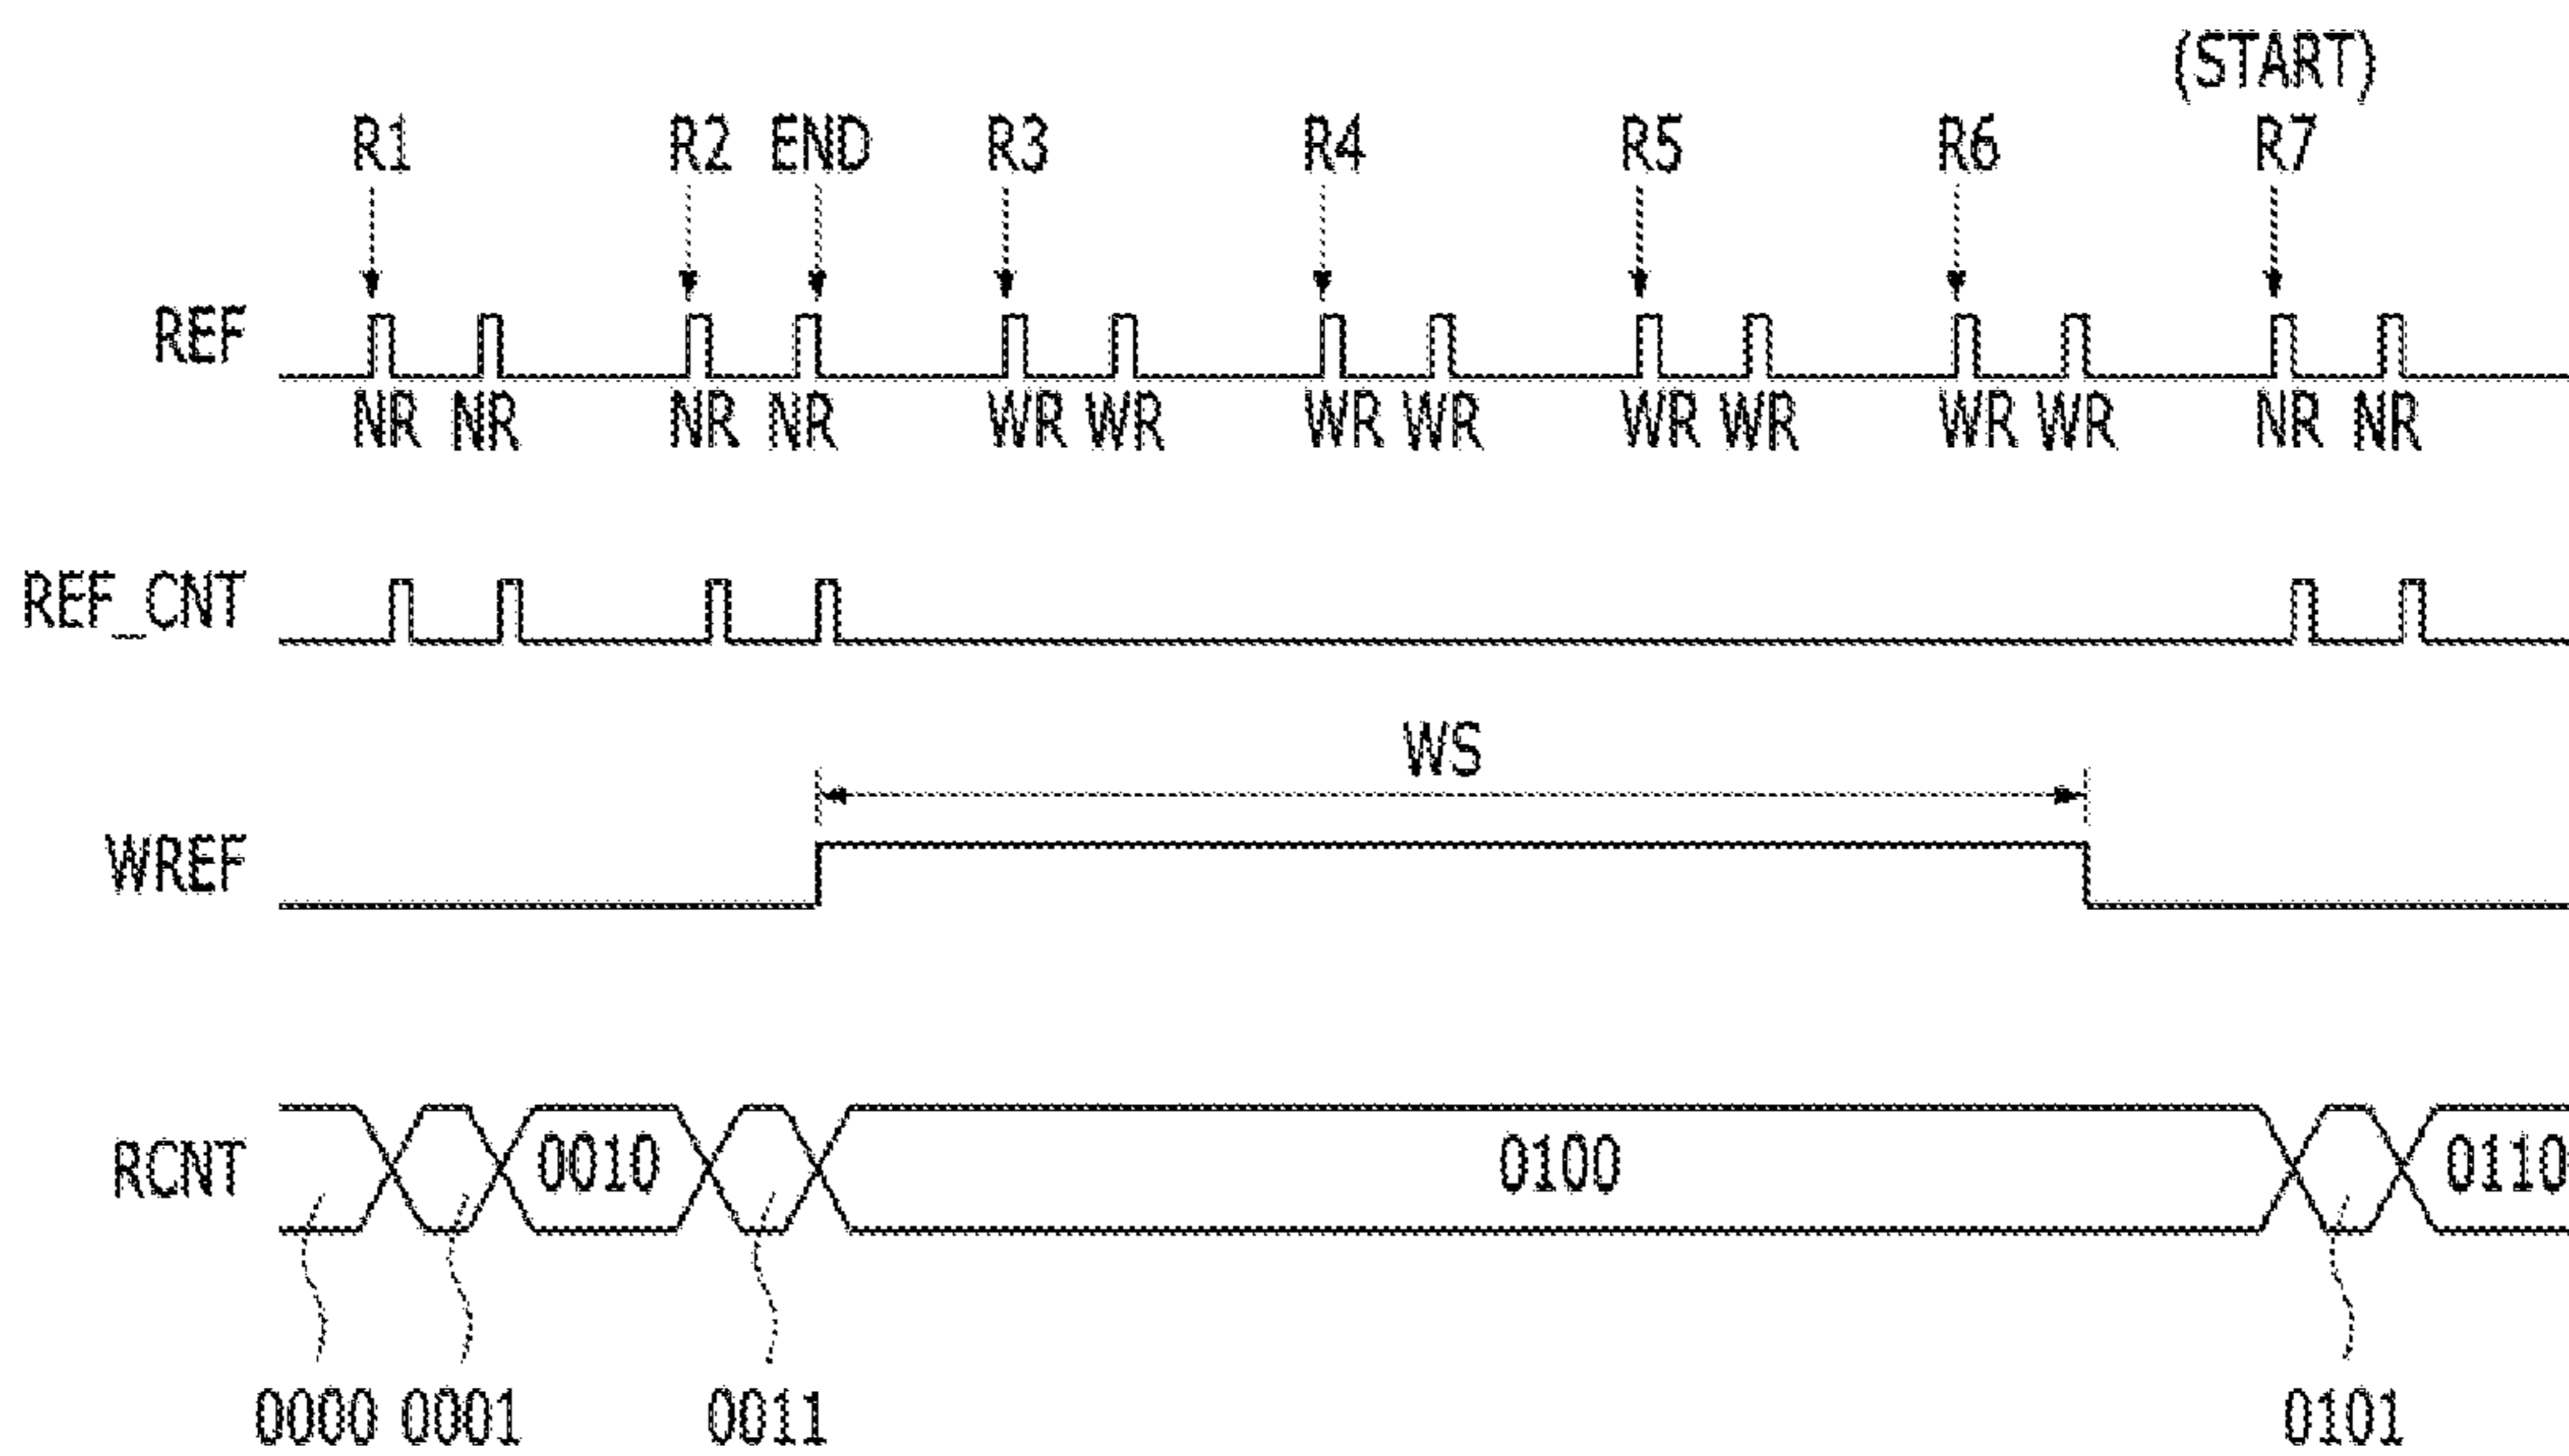 (START)
R1 R2 END R3 R4 R5 R6 R7
REF
NR NR NR NR WR WR WR WR WR WR WR WR NR NR
REF_CNT
WS
WREF
RCNT 0010 0100 0110
0000 0001 0011 0101